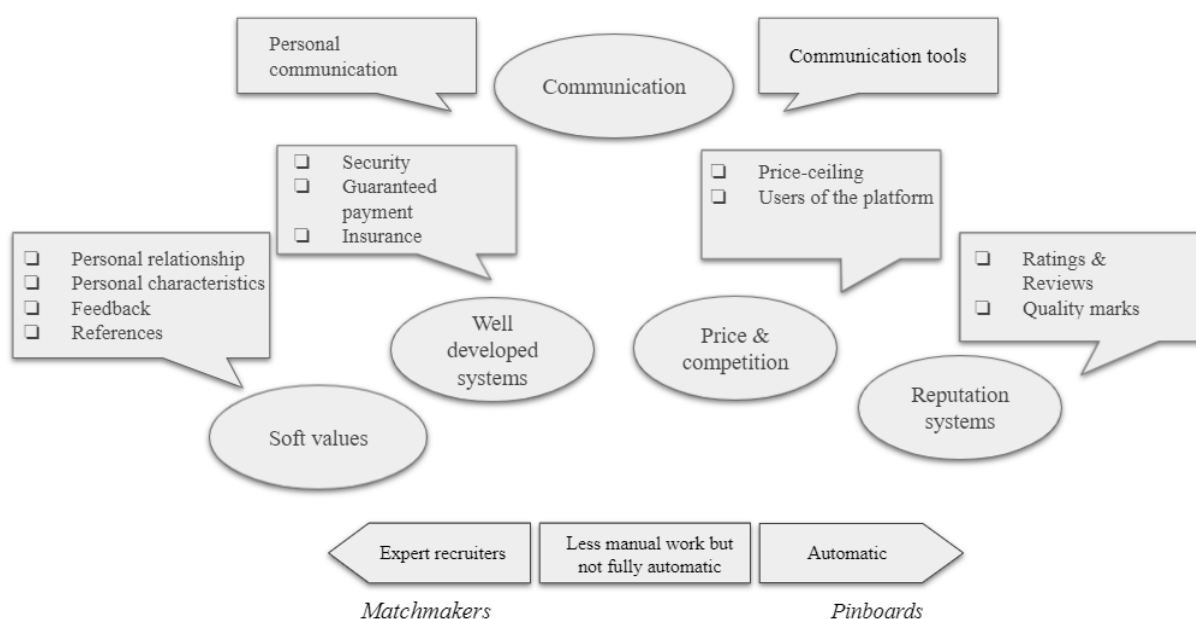 Personal
communication
Communication
Communication tools
❏ Security
❏ Guaranteed
payment
❏ Insurance
❏ Price-ceiling
❏ Users of the platform
❏ Personal relationship
❏ Personal characteristics
❏ Feedback
❏ References
❏ Ratings &
Reviews
❏ Quality marks
Well
developed
systems
Price &
competition
Soft values
Reputation
systems
Expert recruiters
Less manual work but
not fully automatic
Automatic
Matchmakers
Pinboards